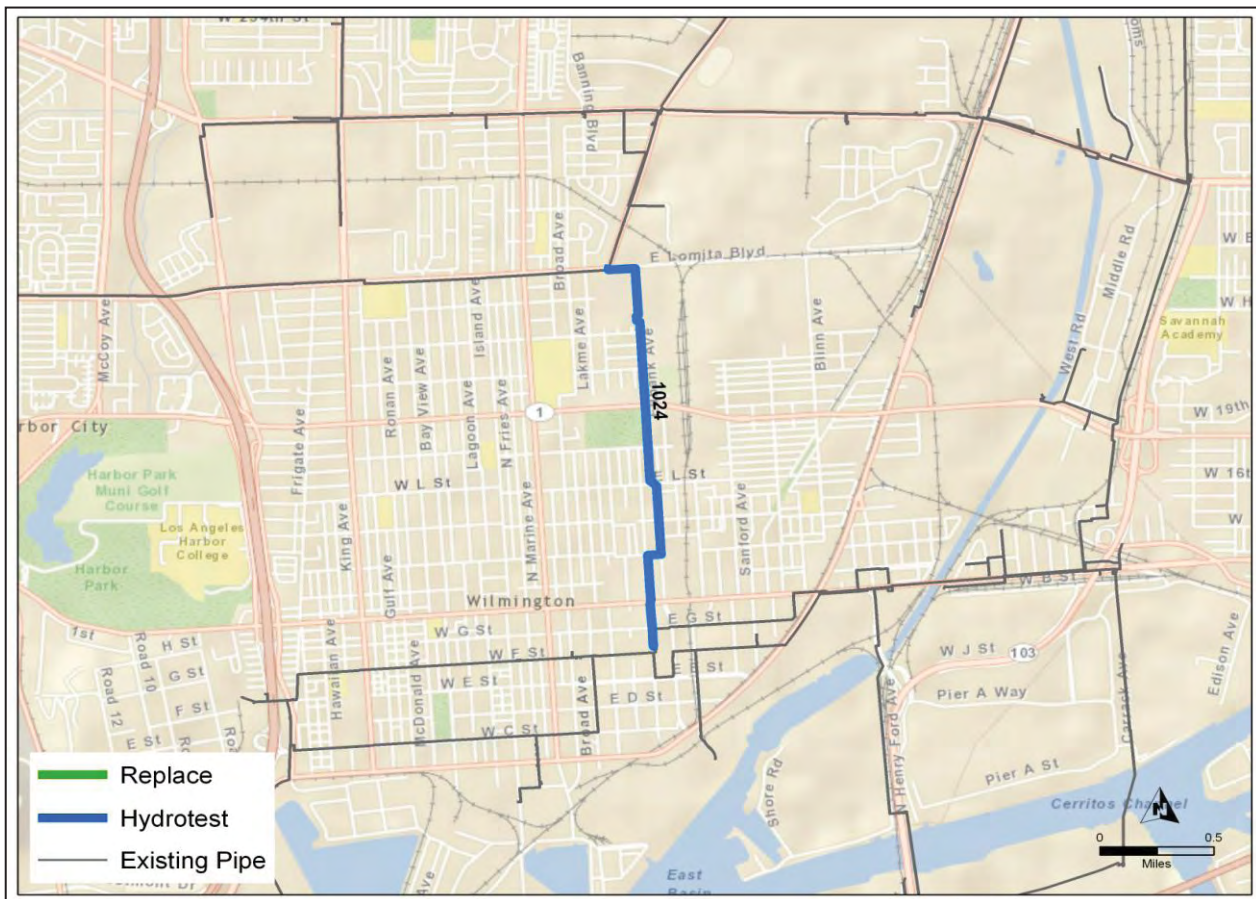 W 254th St
Banning Blvd
E Lomita Blvd
Broad Ave
Island Ave
Lakme Ave
McCoy Ave
Middle Rd
West Rd
Blinn Ave
W H
Savannah
Academy
1024
Ronan Ave
Bay View Ave
Lagoon Ave
N Fries Ave
1
W 19th
rbor City
Frigate Ave
Harbor Park
Muni Golf
Course
W L St
E L St
W 16th
Los Angeles
Harbor
College
Harbor
Park
King Ave
Gulf Ave
N Marine Ave
Sanford Ave
W B St
Wilmington
1st
H St
Road 10
G St
Road 12
F St
E St
W G St
E G St
W F St
W E St
E D St
W C St
Hawaiian Ave
McDonald Ave
Broad Ave
W J St
103
Pier A Way
Edison Ave
Carrack Ave
N Henry Ford Ave
Shore Rd
Pier A St
Cerritos Channel
East
Basin
Replace
Hydrotest
Existing Pipe
N
0
0.5
Miles